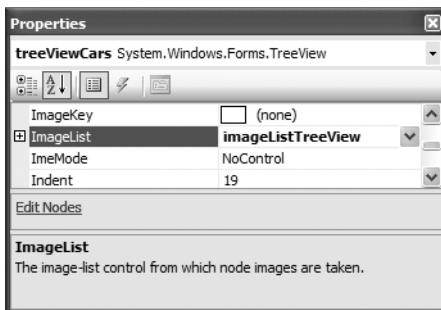 Properties
treeViewCars System.Windows.Forms.TreeView
ImageKey (none)
ImageList imageListTreeView
ImeMode NoControl
Indent 19
Edit Nodes
ImageList
The image-list control from which node images are taken.